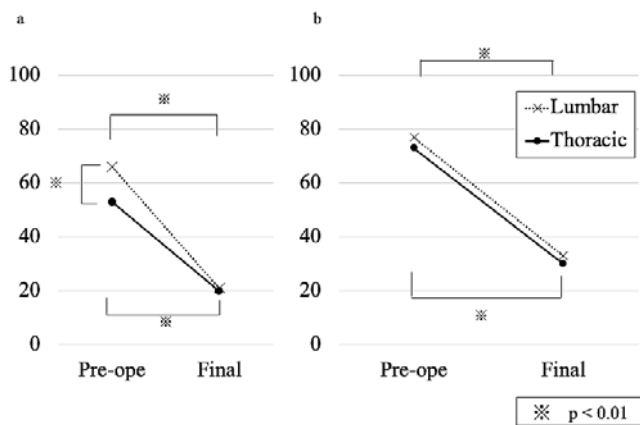 a
100
80
60
40
20
0
※
※
※
Pre-ope Final
b
100
80
60
40
20
0
※
※
Lumbar
Thoracic
Pre-ope Final
※ p < 0.01